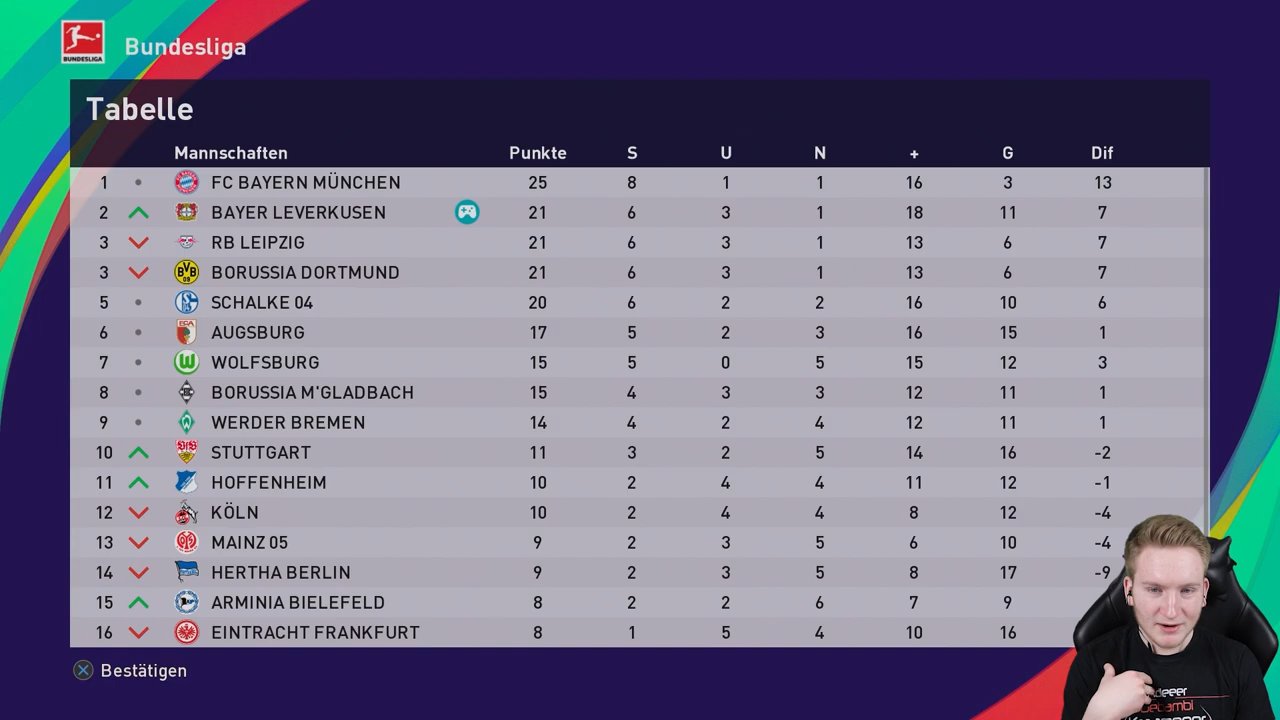 BUNDESLIGA
Bundesliga
Tabelle
Mannschaften Punkte S U N + G Dif
1 FC BAYERN MÜNCHEN 25 8 1 1 16 3 13
2 BAYER LEVERKUSEN 21 6 3 1 18 11 7
3 RB LEIPZIG 21 6 3 1 13 6 7
3 BORUSSIA DORTMUND 21 6 3 1 13 6 7
5 SCHALKE 04 20 6 2 2 16 10 6
6 AUGSBURG 17 5 2 3 16 15 1
7 WOLFSBURG 15 5 0 5 15 12 3
8 BORUSSIA M'GLADBACH 15 4 3 3 12 11 1
9 WERDER BREMEN 14 4 2 4 12 11 1
10 STUTTGART 11 3 2 5 14 16 -2
11 HOFFENHEIM 10 2 4 4 11 12 -1
12 KÖLN 10 2 4 4 8 12 -4
13 MAINZ 05 9 2 3 5 6 10 -4
14 HERTHA BERLIN 9 2 3 5 8 17 -9
15 ARMINIA BIELEFELD 8 2 2 6 7 9
16 EINTRACHT FRANKFURT 8 1 5 4 10 16
Bestätigen